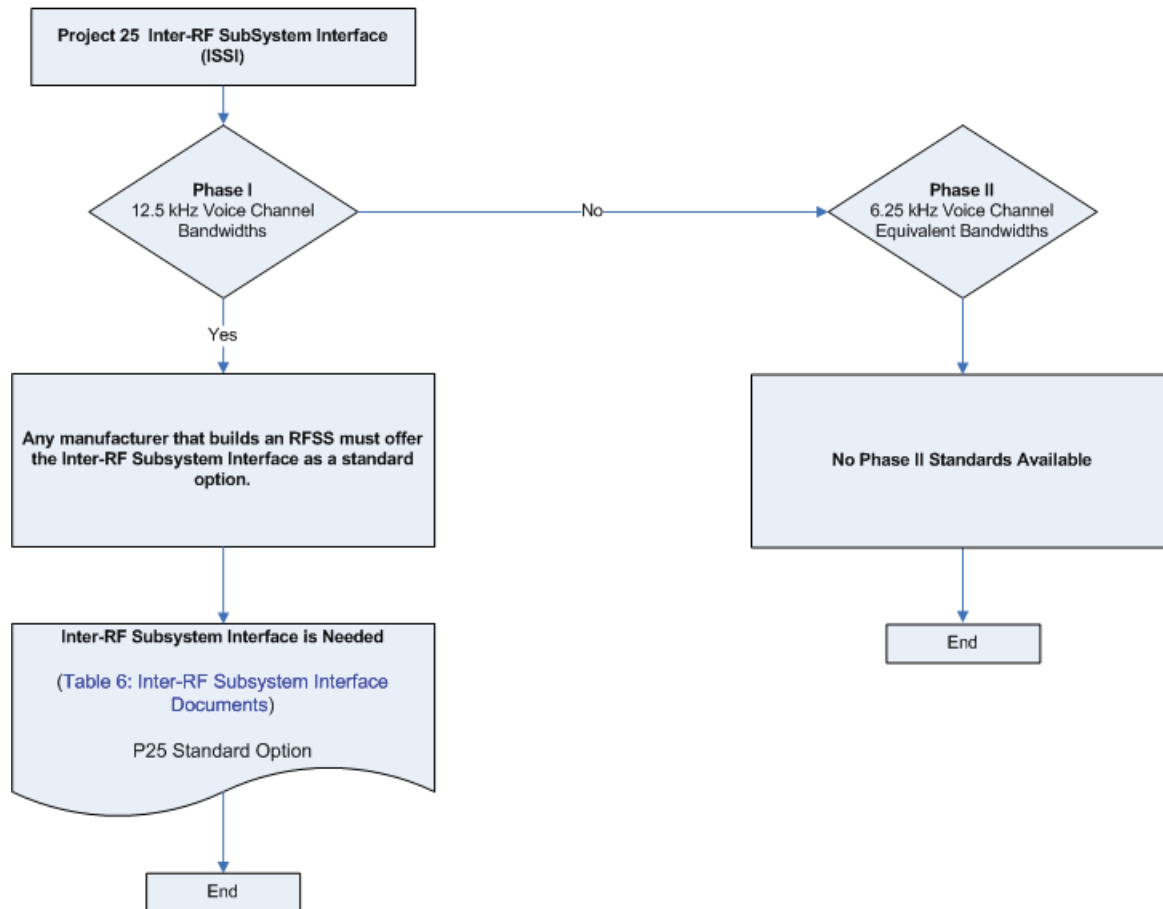 Project 25 Inter-RF SubSystem Interface
(ISSI)
Phase I
12.5 kHz Voice Channel
Bandwidths
No
Phase II
6.25 kHz Voice Channel
Equivalent Bandwidths
Yes
Any manufacturer that builds an RFSS must offer
the Inter-RF Subsystem Interface as a standard
option.
No Phase II Standards Available
Inter-RF Subsystem Interface is Needed
(Table 6: Inter-RF Subsystem Interface
Documents)
P25 Standard Option
End
End